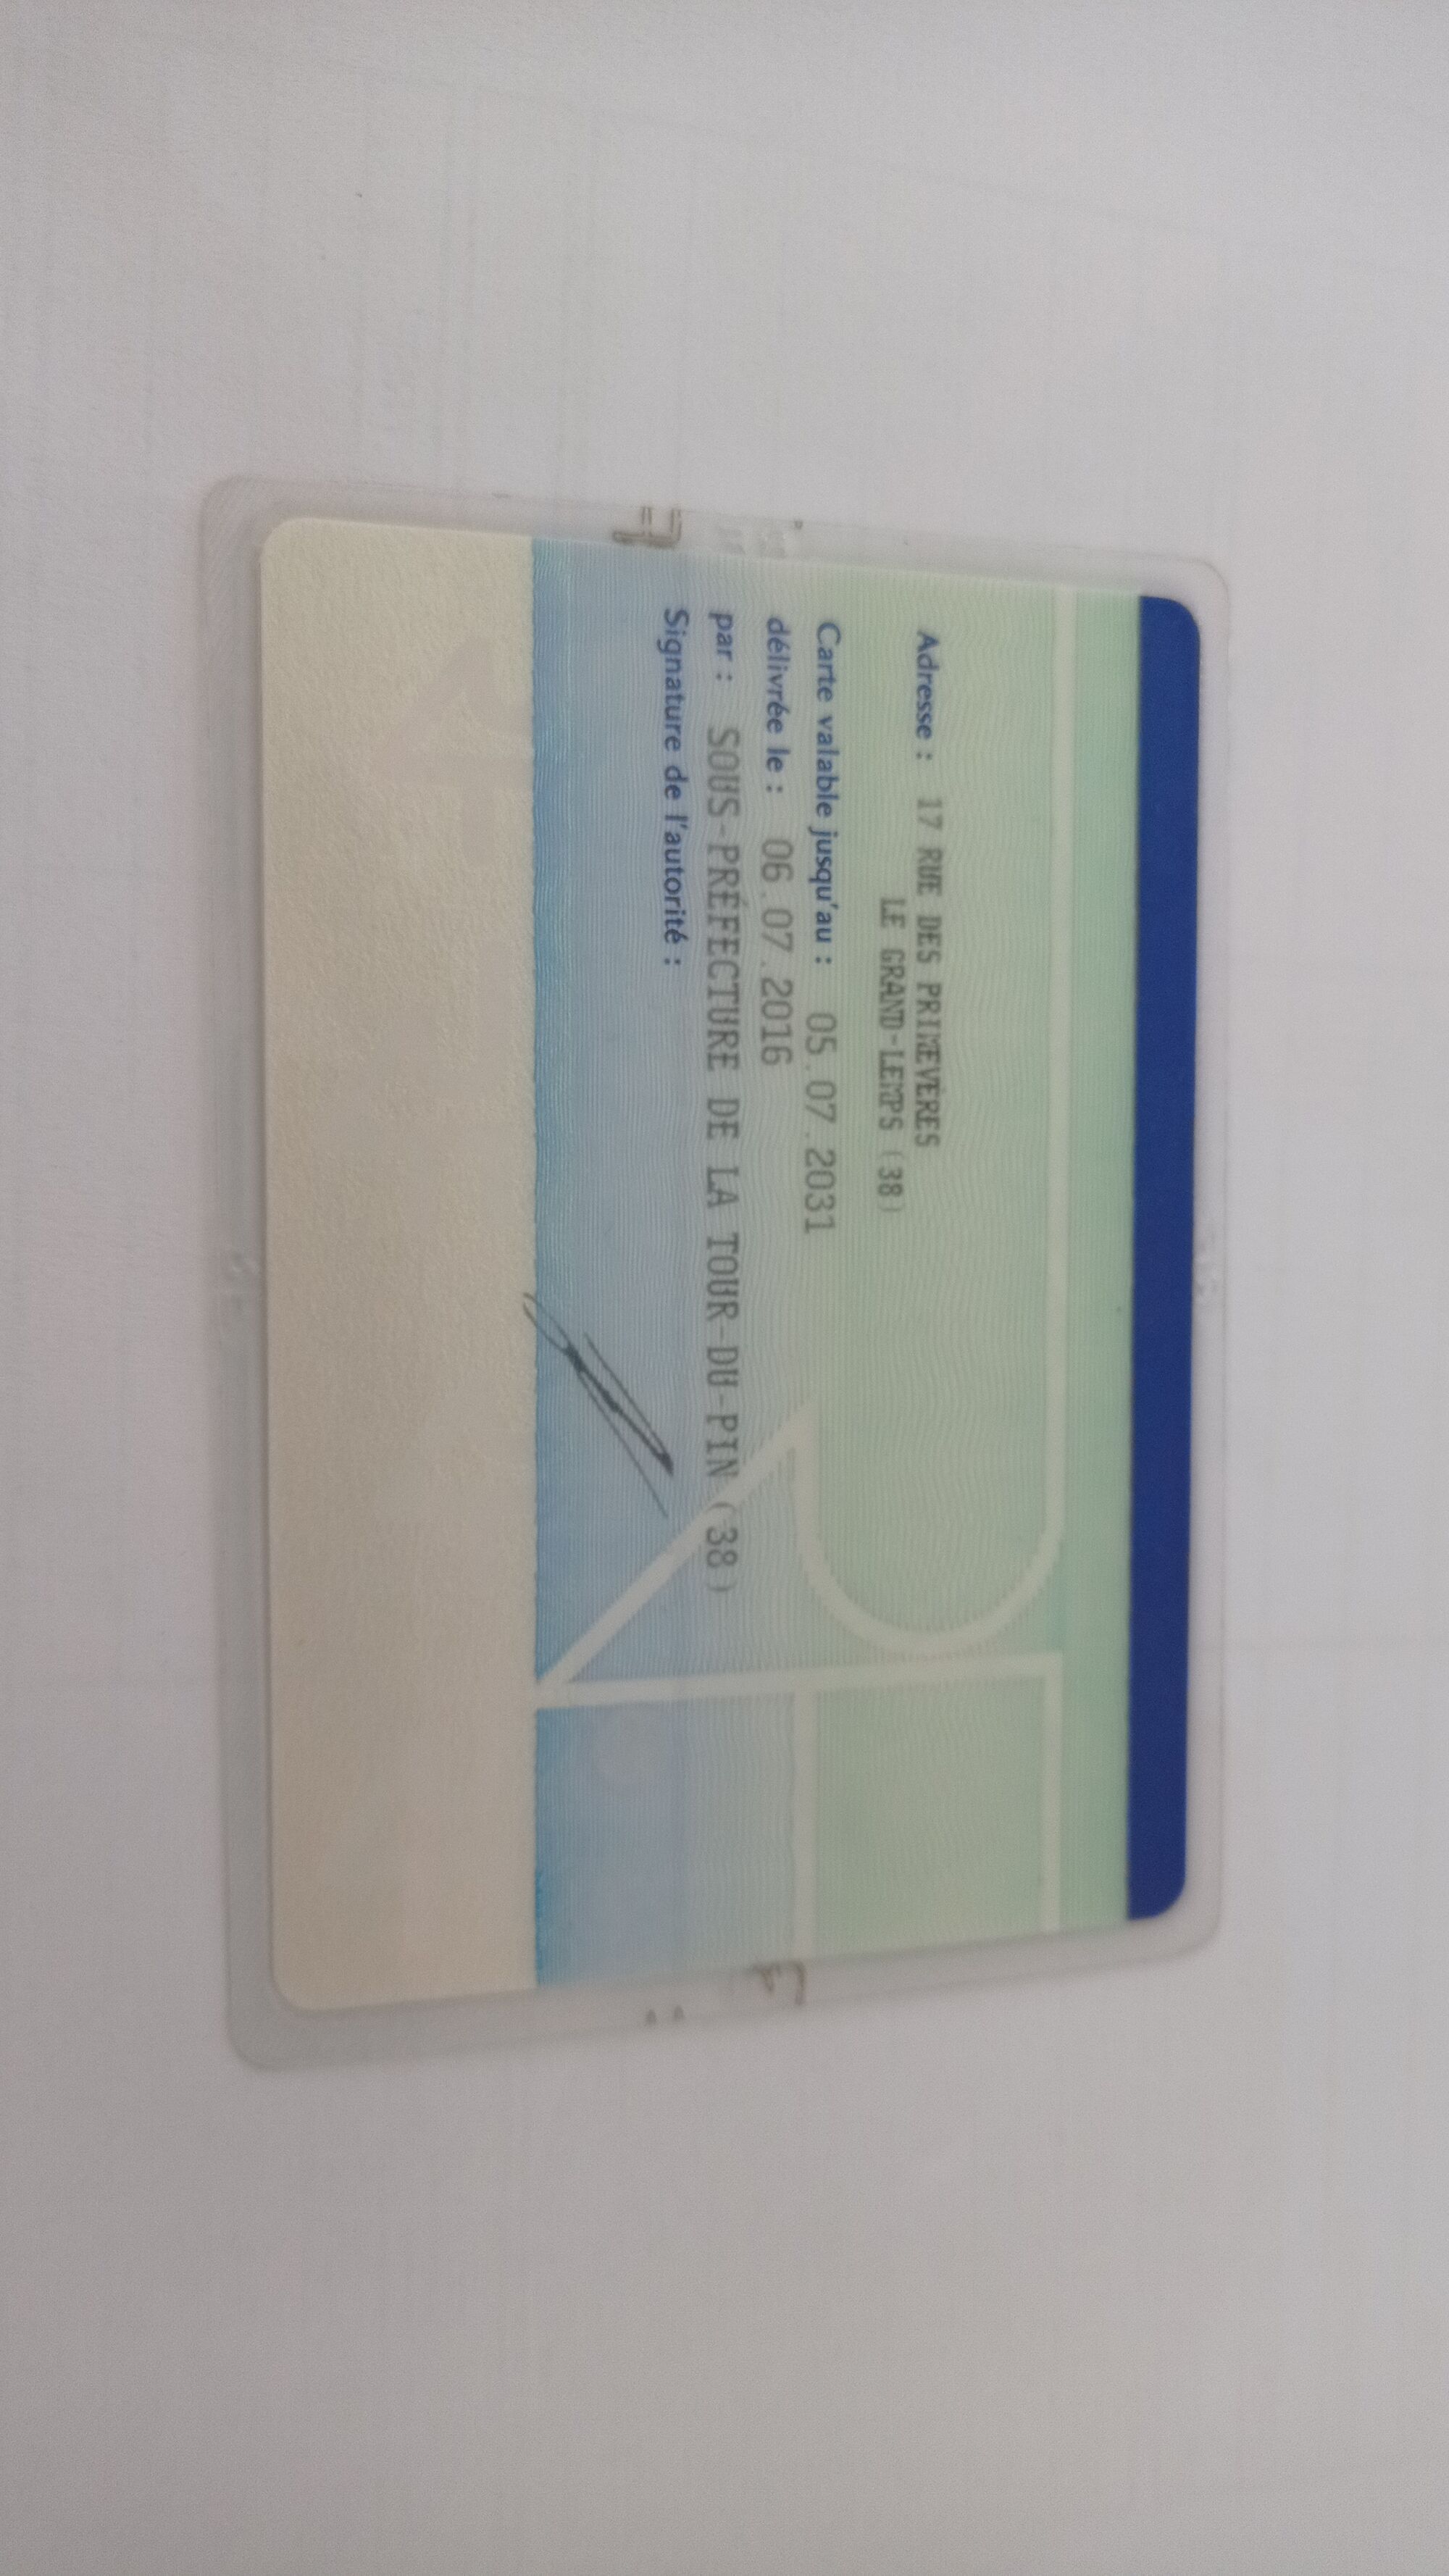 Adresse : 17 RUE DES PRIMEVÈRES
LE GRAND-LEMPS (38)
Carte valable jusqu'au : 05.07.2031
délivrée le : 06.07.2016
par : SOUS-PRÉFECTURE DE LA TOUR-DU-PIN (38)
Signature de l'autorité :